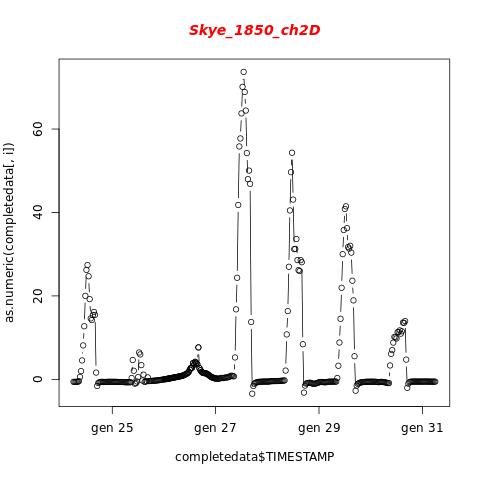 Skye_1850_ch2D
as.numeric(completedata[, i])
60
40
20
0
gen 25
gen 27
gen 29
gen 31
completedata$TIMESTAMP